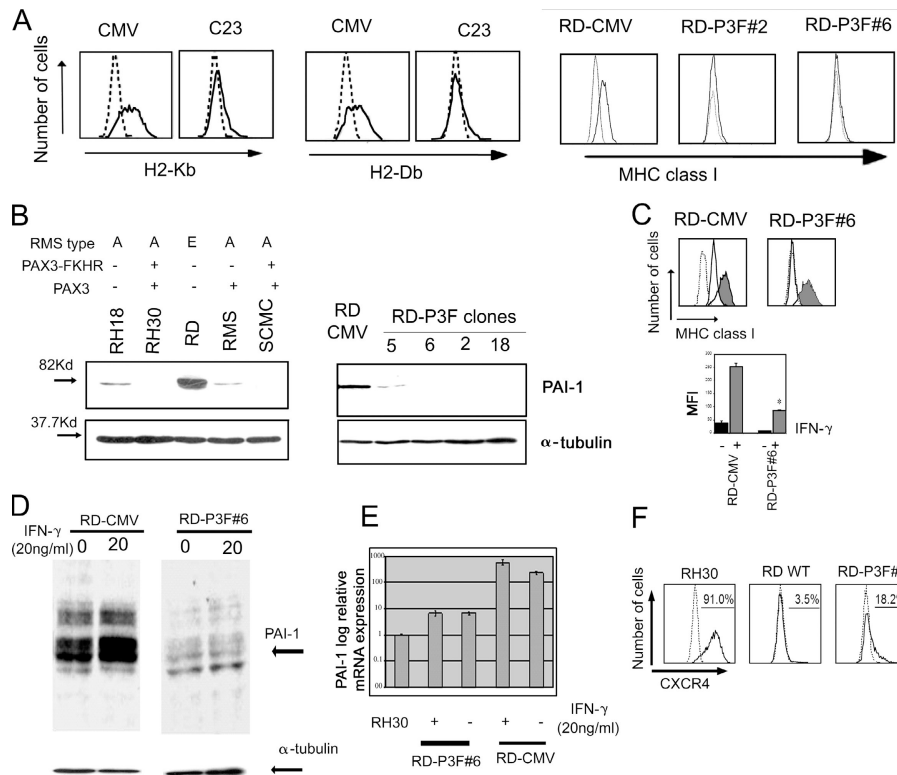 A
CMV C23
CMV C23
RD-CMV RD-P3F#2 RD-P3F#6
Number of cells
H2-Kb
H2-Db
MHC class I
B
RMS type A A E A A
PAX3-FKHR - + - - +
PAX3 - + - + +
RH18 RH30 RD RMS SCMC
82Kd
37.7Kd
RD CMV
RD-P3F clones
5 6 2 18
PAI-1
α-tubulin
C
RD-CMV RD-P3F#6
Number of cells
MHC class I
MFI
*
- + - + IFN-γ
RD-CMV RD-P3F#6
D
RD-CMV RD-P3F#6
IFN-γ
(20ng/ml) 0 20 0 20
PAI-1
α-tubulin
E
PAI-1 log relative
mRNA expression
1000
100
10
1
0.1
00
RH30 + - + - IFN-γ
(20ng/ml)
RD-P3F#6 RD-CMV
F
RH30 RD WT RD-P3F#
91.0% 3.5% 18.2%
Number of cells
CXCR4